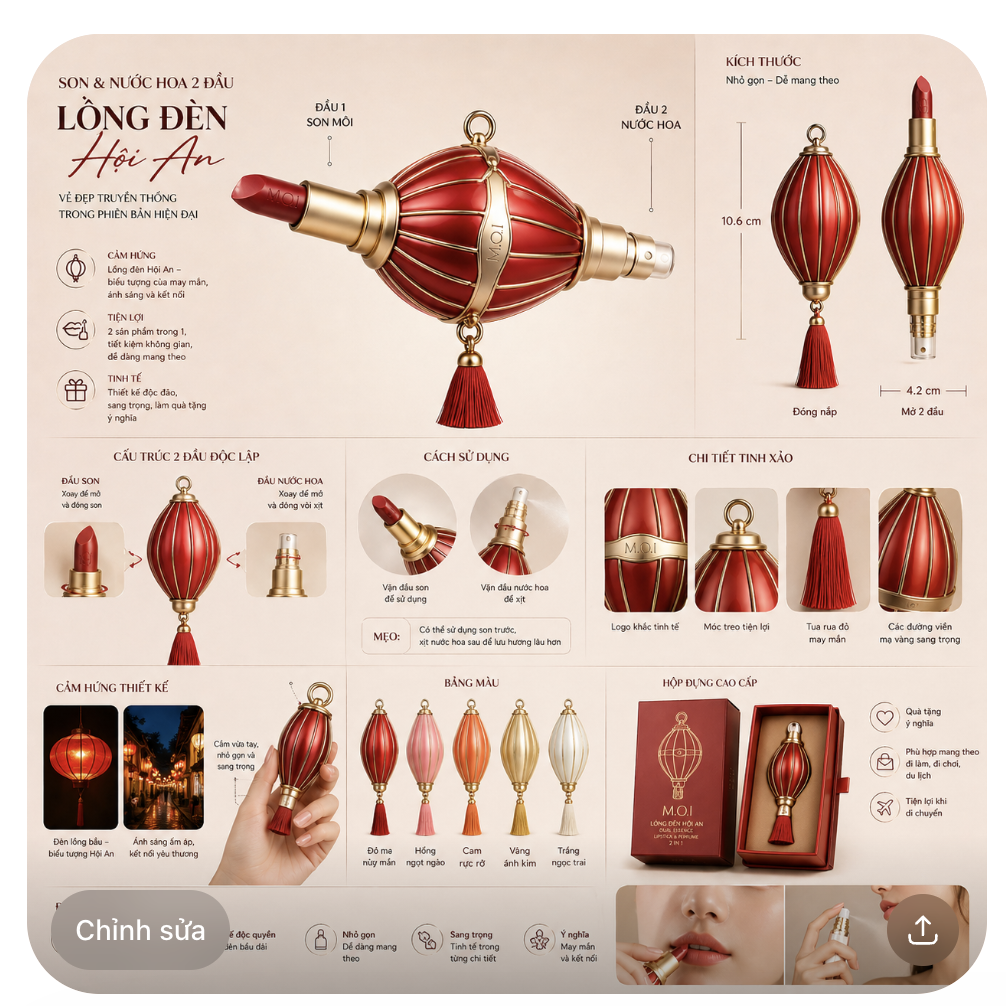 SON & NƯỚC HOA 2 ĐẦU
LỒNG ĐÈN
Hội An
VẺ ĐẸP TRUYỀN THỐNG
TRONG PHIÊN BẢN HIỆN ĐẠI
CẢM HỨNG
Lồng đèn Hội An –
biểu tượng của may mắn,
ánh sáng và kết nối
TIỆN LỢI
2 sản phẩm trong 1,
tiết kiệm không gian,
dễ dàng mang theo
TINH TẾ
Thiết kế độc đáo,
sang trọng, làm quà tặng
ý nghĩa
ĐẦU 1
SON MÔI
ĐẦU 2
NƯỚC HOA
M.O.I
KÍCH THƯỚC
Nhỏ gọn – Dễ mang theo
10.6 cm
4.2 cm
Đóng nắp
Mở 2 đầu
CẤU TRÚC 2 ĐẦU ĐỘC LẬP
ĐẦU SON
Xoay để mở
và đóng son
ĐẦU NƯỚC HOA
Xoay để mở
và đóng vòi xịt
CÁCH SỬ DỤNG
Vặn đầu son
để sử dụng
Vặn đầu nước hoa
để xịt
MẸO:
Có thể sử dụng son trước,
xịt nước hoa sau để lưu hương lâu hơn
CHI TIẾT TINH XẢO
M.O.I
Logo khắc tinh tế
Móc treo tiện lợi
Tua rua đỏ
may mắn
Các đường viền
mạ vàng sang trọng
CẢM HỨNG THIẾT KẾ
Đèn lồng bầu –
biểu tượng Hội An
Ánh sáng ấm áp,
kết nối yêu thương
Cầm vừa tay,
nhỏ gọn và
sang trọng
BẢNG MÀU
Đỏ ma
nừy mắn
Hồng
ngọt ngào
Cam
rực rỡ
Vàng
ánh kim
Trắng
ngọc trai
HỘP ĐỰNG CAO CẤP
M.O.I
LỒNG ĐÈN HỘI AN
DUAL ESSENCE
LIPSTICK & PERFUME
2 IN 1
Quà tặng
ý nghĩa
Phù hợp mang theo
đi làm, đi chơi,
du lịch
Tiện lợi khi
di chuyển
Chỉnh sửa
độc quyền
bầu dài
Nhỏ gọn
Dễ dàng mang
theo
Sang trọng
Tinh tế trong
từng chi tiết
Ý nghĩa
May mắn
và kết nối